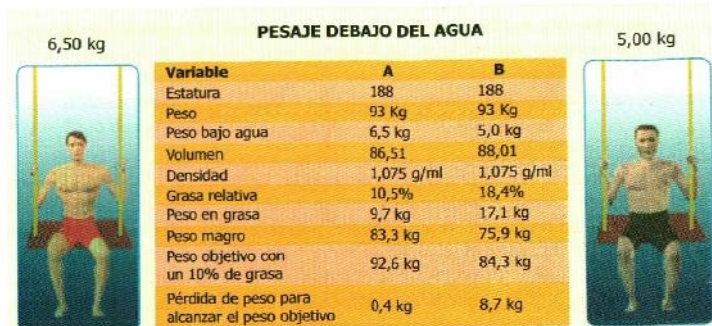 PESAJE DEBAJO DEL AGUA
6,50 kg
5,00 kg
Variable A B
Estatura 188 188
Peso 93 Kg 93 Kg
Peso bajo agua 6,5 kg 5,0 kg
Volumen 86,51 88,01
Densidad 1,075 g/ml 1,075 g/ml
Grasa relativa 10,5% 18,4%
Peso en grasa 9,7 kg 17,1 kg
Peso magro 83,3 kg 75,9 kg
Peso objetivo con
un 10% de grasa 92,6 kg 84,3 kg
Pérdida de peso para
alcanzar el peso objetivo 0,4 kg 8,7 kg